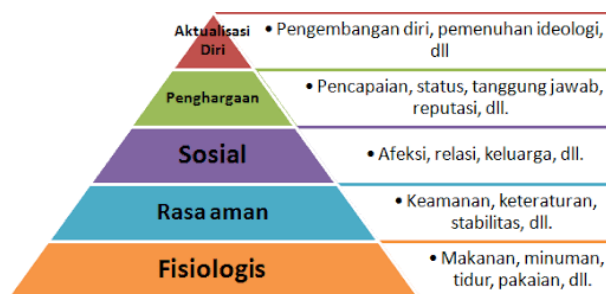 Aktualisasi
Diri
• Pengembangan diri, pemenuhan ideologi,
dll
Penghargaan
• Pencapaian, status, tanggung jawab,
reputasi, dll.
Sosial
• Afeksi, relasi, keluarga, dll.
Rasa aman
• Keamanan, keteraturan,
stabilitas, dll.
Fisiologis
• Makanan, minuman,
tidur, pakaian, dll.